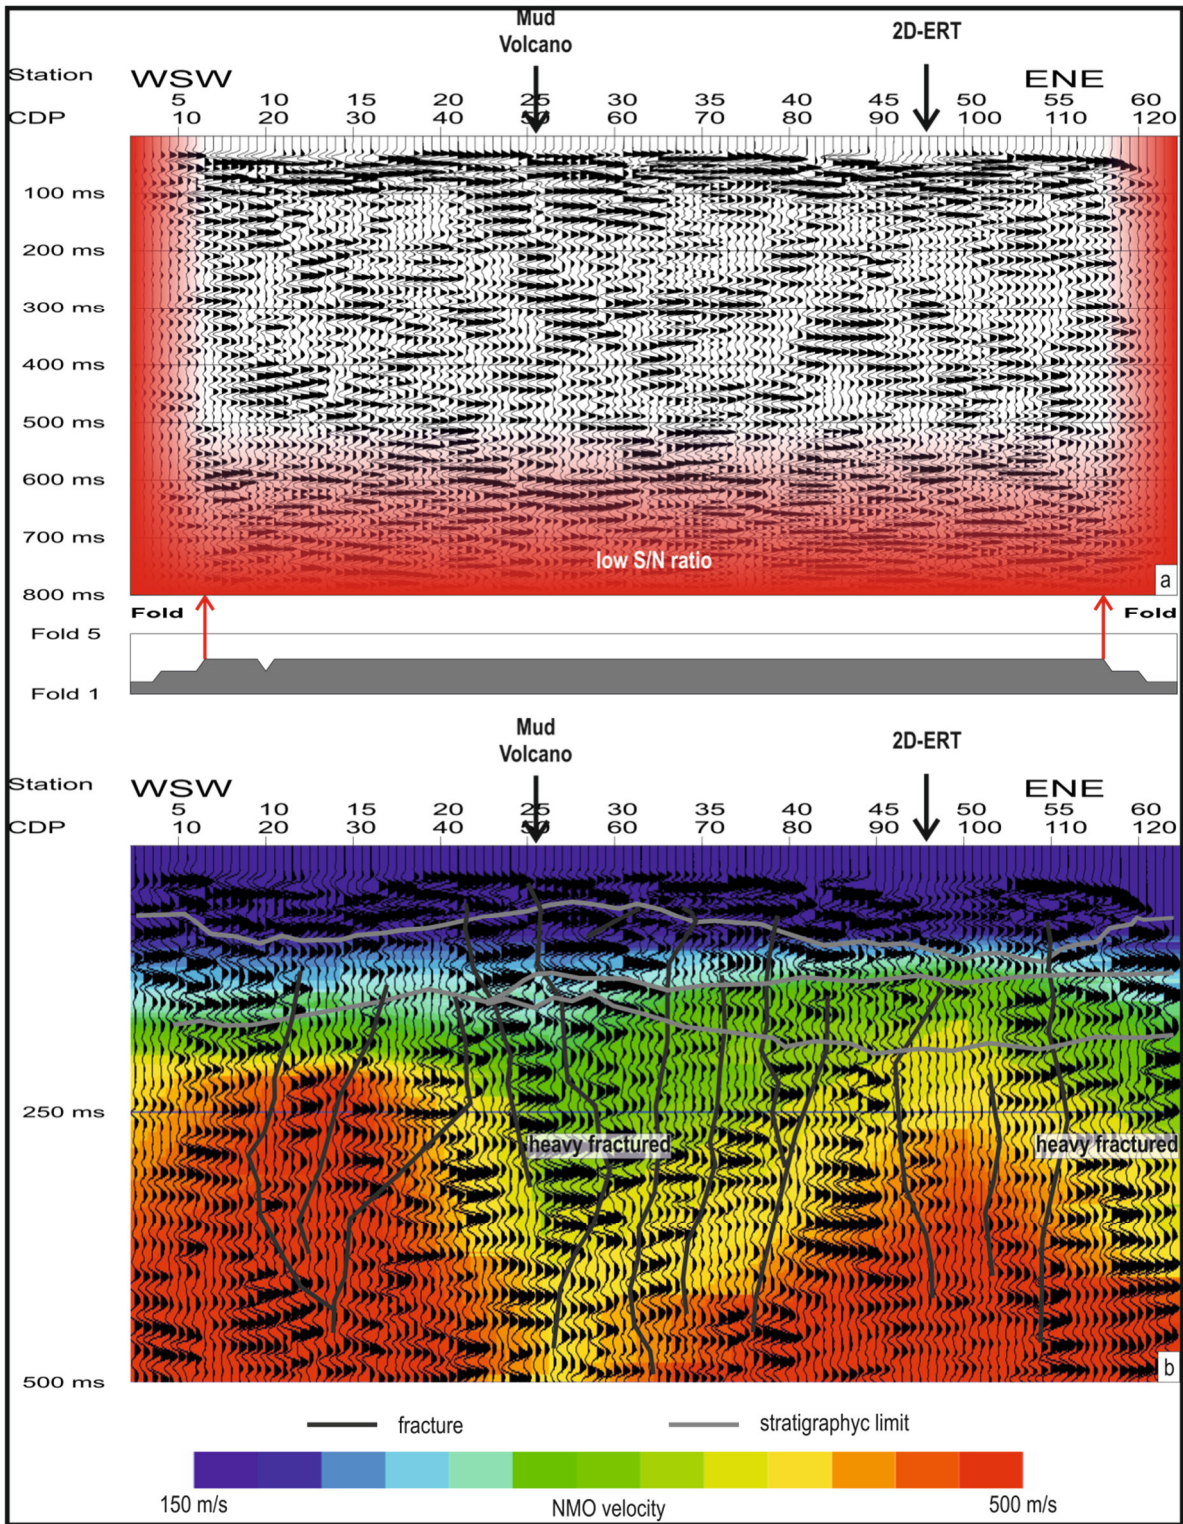 Mud
Volcano
2D-ERT
Station WSW ENE
5 10 15 20 25 30 35 40 45 50 55 60
CDP 10 20 30 40 50 60 70 80 90 100 110 120
100 ms
200 ms
300 ms
400 ms
500 ms
600 ms
700 ms
low S/N ratio
800 ms
a
Fold Fold
Fold 5
Fold 1
Mud
Volcano
2D-ERT
Station WSW ENE
5 10 15 20 25 30 35 40 45 50 55 60
CDP 10 20 30 40 50 60 70 80 90 100 110 120
250 ms
heavy fractured heavy fractured
500 ms
b
fracture stratigraphyc limit
150 m/s NMO velocity 500 m/s